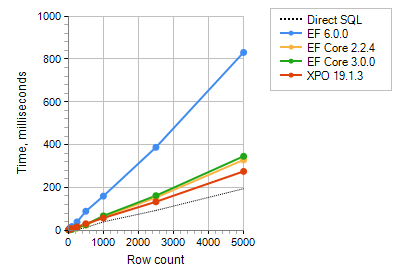 Time, milliseconds
1000
800
600
400
200
0
0
1000
2000
3000
4000
5000
Row count
Direct SQL
EF 6.0.0
EF Core 2.2.4
EF Core 3.0.0
XPO 19.1.3